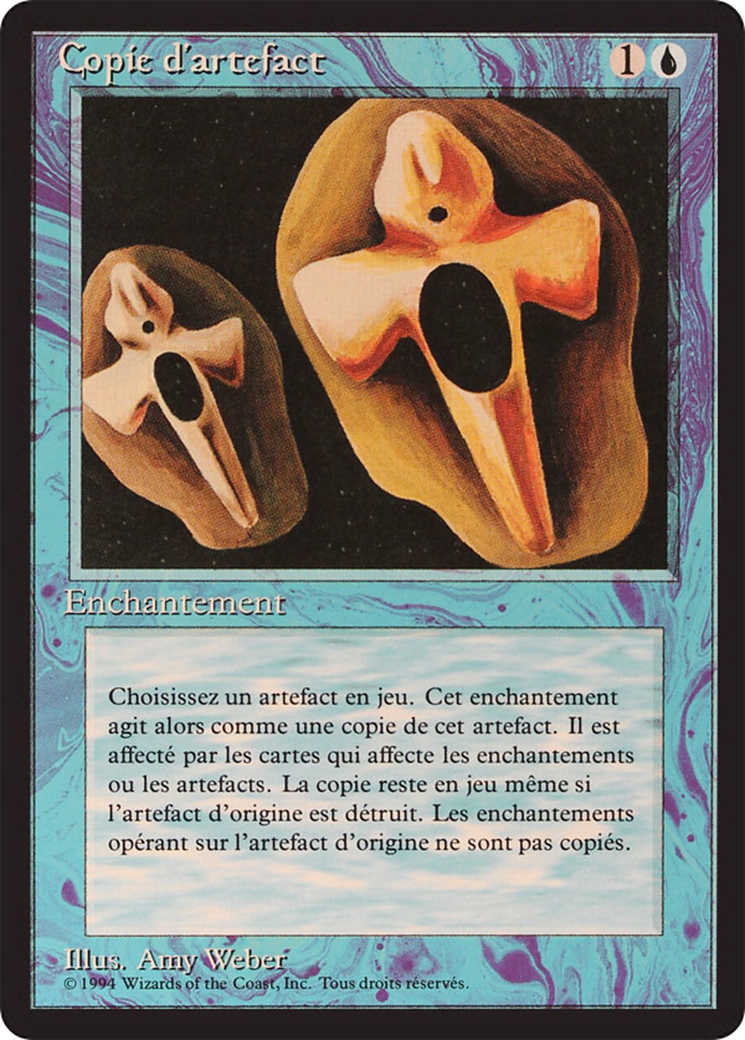 Copie d'artefact 1
Enchantement
Choisissez un artefact en jeu. Cet enchantement
agit alors comme une copie de cet artefact. Il est
affecté par les cartes qui affecte les enchantements
ou les artefacts. La copie reste en jeu même si
l'artefact d'origine est détruit. Les enchantements
opérant sur l'artefact d'origine ne sont pas copiés.
Illus. Amy Weber
© 1994 Wizards of the Coast, Inc. Tous droits réservés.